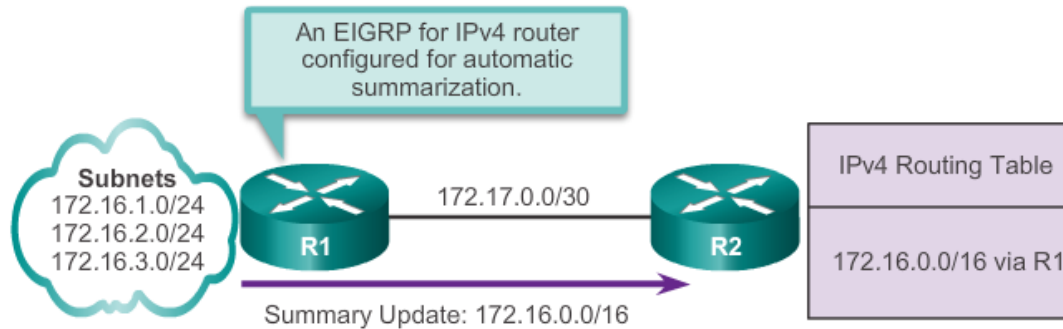 An EIGRP for IPv4 router
configured for automatic
summarization.
Subnets
172.16.1.0/24
172.16.2.0/24
172.16.3.0/24
R1
172.17.0.0/30
R2
Summary Update: 172.16.0.0/16
IPv4 Routing Table
172.16.0.0/16 via R1